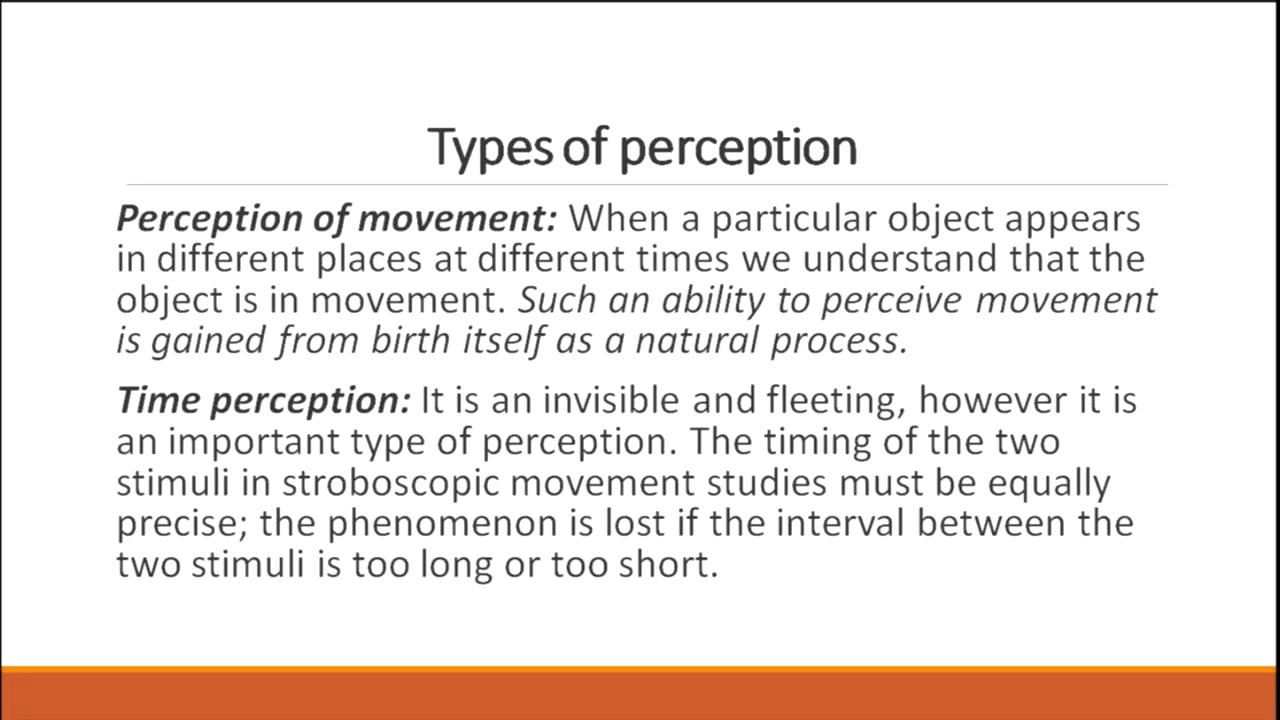 Types of perception
Perception of movement: When a particular object appears
in different places at different times we understand that the
object is in movement. Such an ability to perceive movement
is gained from birth itself as a natural process.
Time perception: It is an invisible and fleeting, however it is
an important type of perception. The timing of the two
stimuli in stroboscopic movement studies must be equally
precise; the phenomenon is lost if the interval between the
two stimuli is too long or too short.